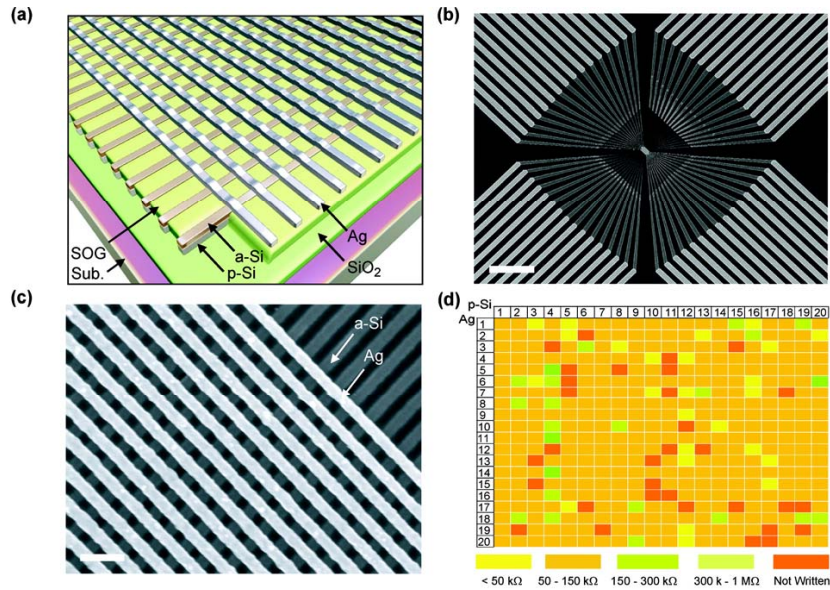 (a)
SOG
Sub.
a-Si
p-Si
Ag
SiO2
(b)
(c)
a-Si
Ag
(d)
p-Si
1 2 3 4 5 6 7 8 9 10 11 12 13 14 15 16 17 18 19 20
Ag
1
2
3
4
5
6
7
8
9
10
11
12
13
14
15
16
17
18
19
20
< 50 kΩ 50 - 150 kΩ 150 - 300 kΩ 300 k - 1 MΩ Not Written